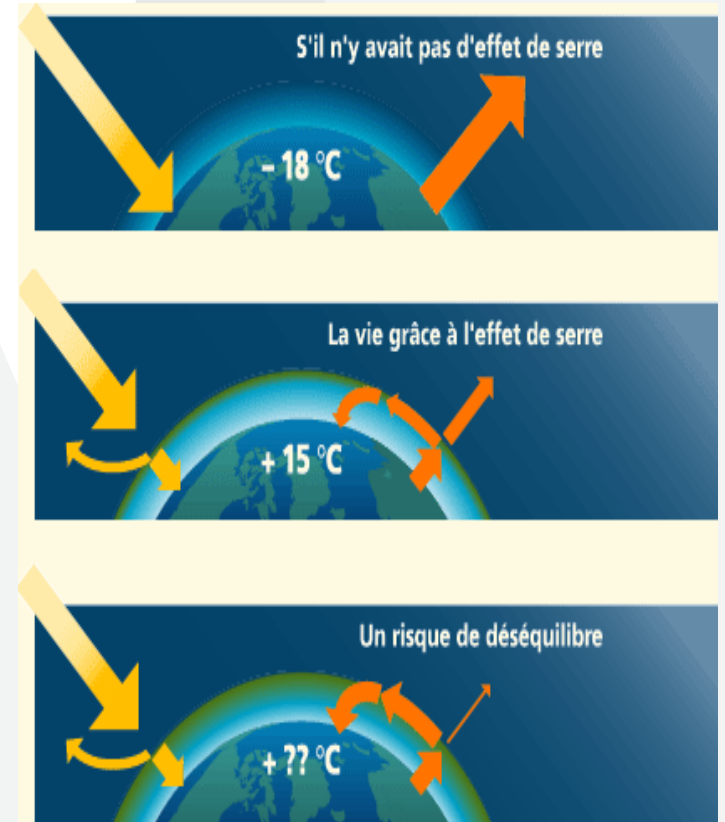 S'il n'y avait pas d'effet de serre
– 18 °C
La vie grâce à l'effet de serre
+ 15 °C
Un risque de déséquilibre
+ ?? °C